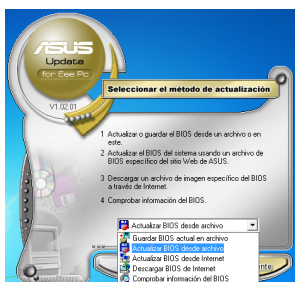 ASUS
Update
for Eee Pc
V1.02.01
Seleccionar el método de actualización
1 Actualizar o guardar el BIOS desde un archivo o en
este.
2 Actualizar el BIOS del sistema usando un archivo de
BIOS específico del sitio Web de ASUS.
3 Descargar un archivo de imagen específico del BIOS
a través de Internet.
4 Comprobar información del BIOS.
Actualizar BIOS desde archivo
Guardar BIOS actual en archivo
Actualizar BIOS desde archivo
Actualizar BIOS desde Internet
Descargar BIOS de Internet
Comprobar información del BIOS